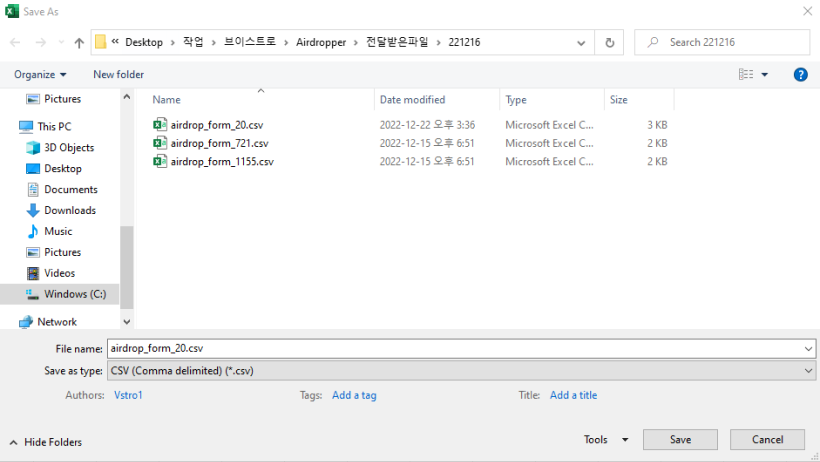 Save As
« Desktop › 작업 › 브이스트로 › Airdropper › 전달받은파일 › 221216
Search 221216
Organize
New folder
?
Pictures
This PC
3D Objects
Desktop
Documents
Downloads
Music
Pictures
Videos
Windows (C:)
Network
Name Date modified Type Size
airdrop_form_20.csv 2022-12-22 오후 3:36 Microsoft Excel C... 3 KB
airdrop_form_721.csv 2022-12-15 오후 6:51 Microsoft Excel C... 2 KB
airdrop_form_1155.csv 2022-12-15 오후 6:51 Microsoft Excel C... 2 KB
File name: airdrop_form_20.csv
Save as type: CSV (Comma delimited) (*.csv)
Authors: Vstro1 Tags: Add a tag Title: Add a title
Hide Folders Tools Save Cancel